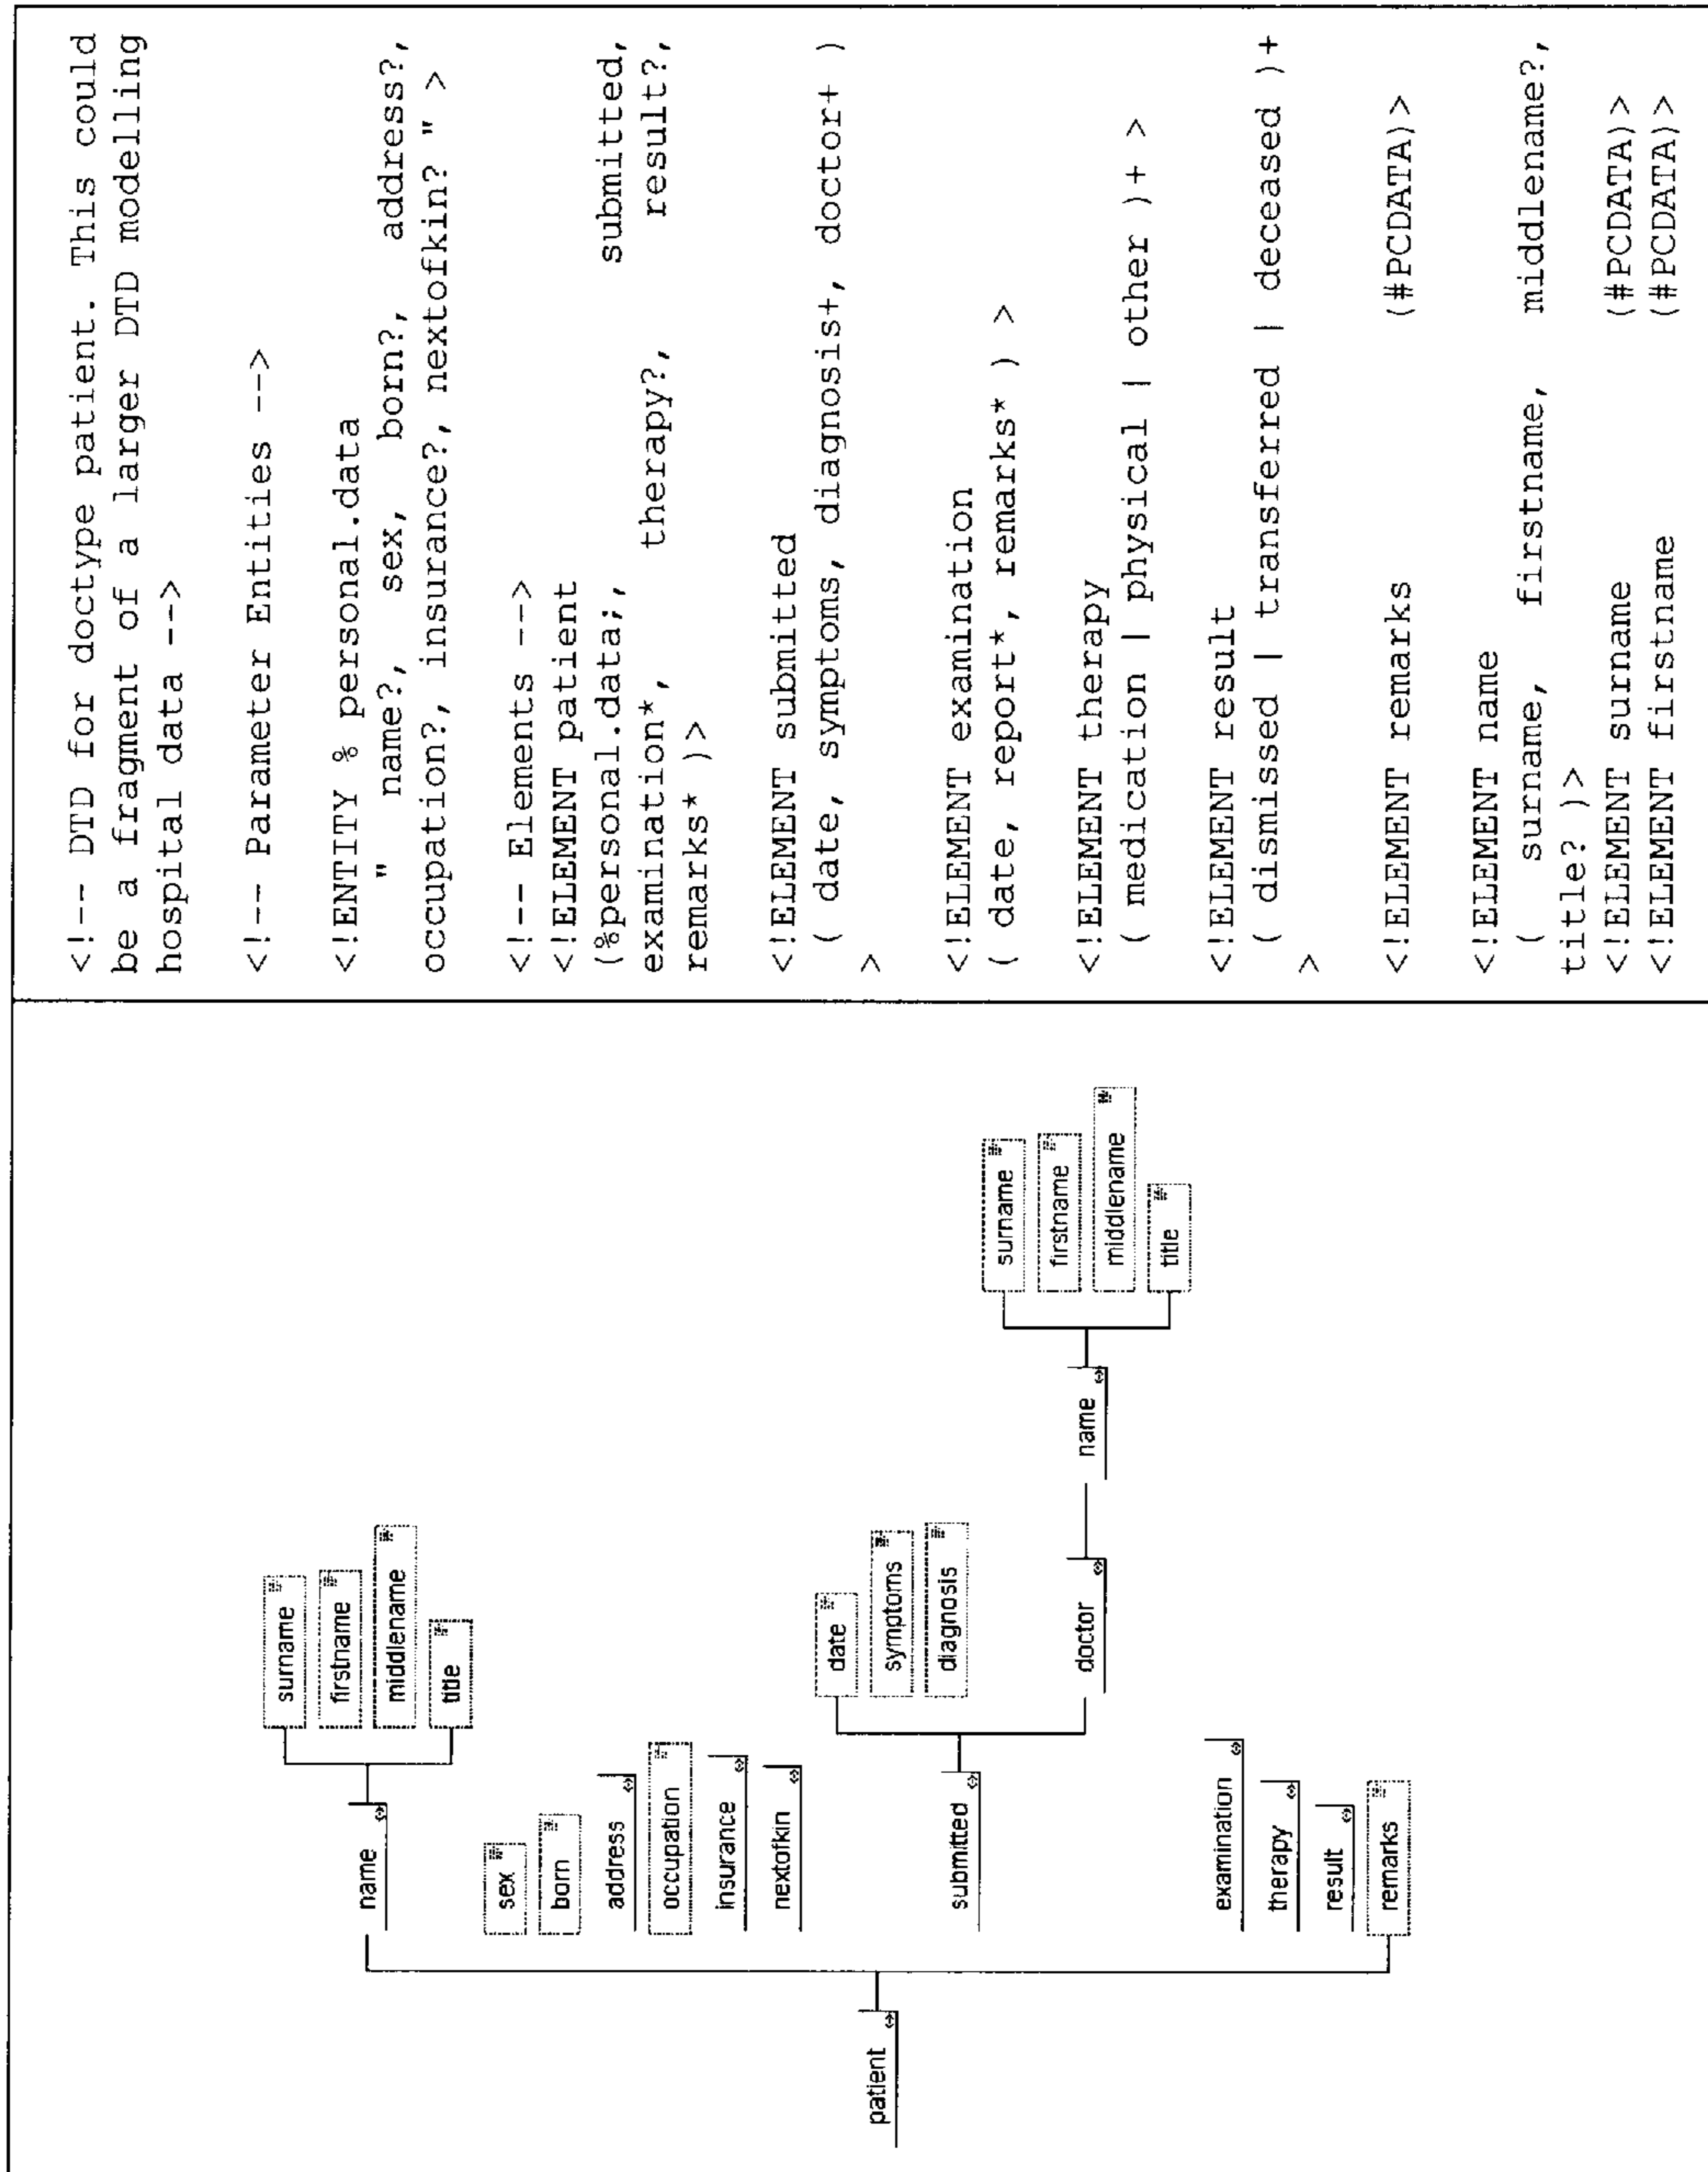 patient
name
surname
firstname
middlename
title
sex
born
address
occupation
insurance
nextofkin
submitted
date
symptoms
diagnosis
doctor
name
surname
firstname
middlename
title
examination
therapy
result
remarks
<!-- DTD for doctype patient. This could
be a fragment of a larger DTD modelling
hospital data -->
<!-- Parameter Entities -->
<!ENTITY % personal.data
" name?, sex, born?, address?,
occupation?, insurance?, nextofkin? " >
<!-- Elements -->
<!ELEMENT patient
(%personal.data;, submitted,
examination*, therapy?, result?,
remarks* )>
<!ELEMENT submitted
( date, symptoms, diagnosis+, doctor+ )
>
<!ELEMENT examination
( date, report*, remarks* ) >
<!ELEMENT therapy
( medication | physical | other )+ >
<!ELEMENT result
( dismissed | transferred | deceased )+
>
<!ELEMENT remarks (#PCDATA)>
<!ELEMENT name
( surname, firstname, middlename?,
title? )>
<!ELEMENT surname (#PCDATA)>
<!ELEMENT firstname (#PCDATA)>